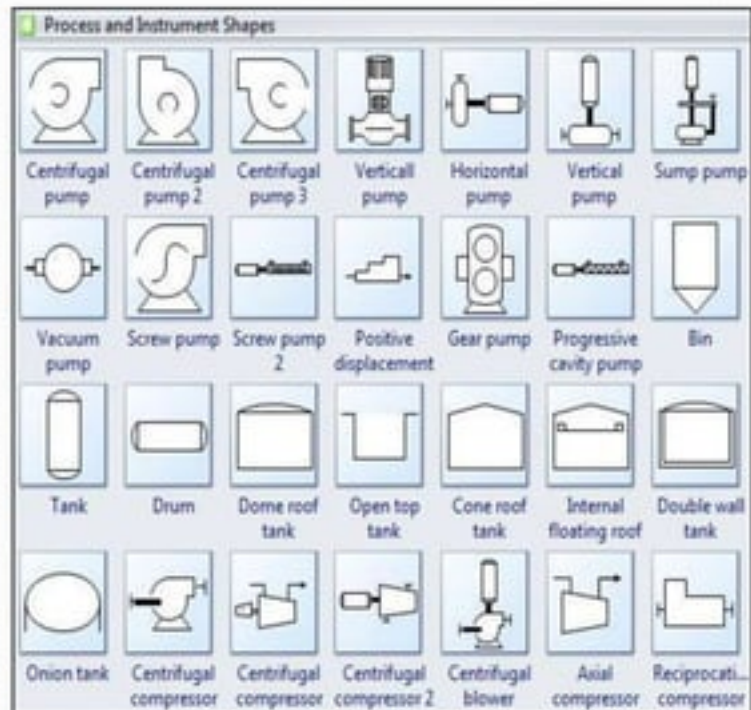 Process and Instrument Shapes
Centrifugal pump
Centrifugal pump 2
Centrifugal pump 3
Verticall pump
Horizontal pump
Vertical pump
Sump pump
Vacuum pump
Screw pump
Screw pump 2
Positive displacement
Gear pump
Progressive cavity pump
Bin
Tank
Drum
Dome roof tank
Open top tank
Cone roof tank
Internal floating roof
Double wall tank
Onion tank
Centrifugal compressor
Centrifugal compressor
Centrifugal compressor 2
Centrifugal blower
Axial compressor
Reciprocati... compressor